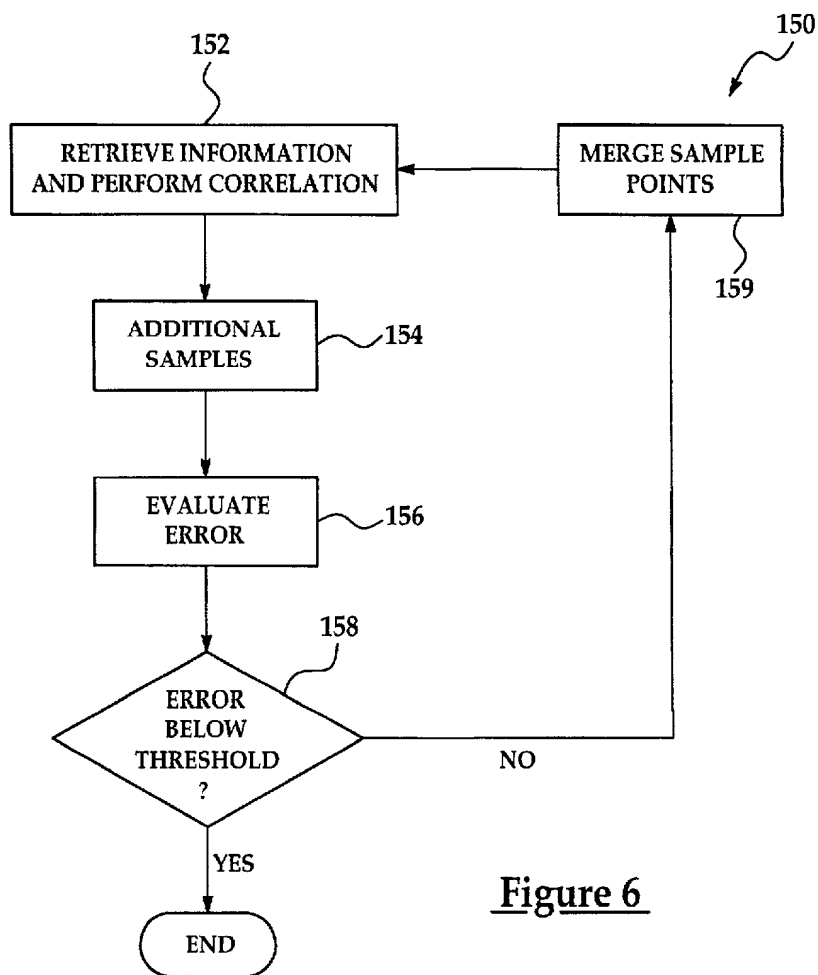 152
150
RETRIEVE INFORMATION
AND PERFORM CORRELATION
MERGE SAMPLE
POINTS
159
ADDITIONAL
SAMPLES
154
EVALUATE
ERROR
156
158
ERROR
BELOW
THRESHOLD
?
NO
YES
END
Figure 6